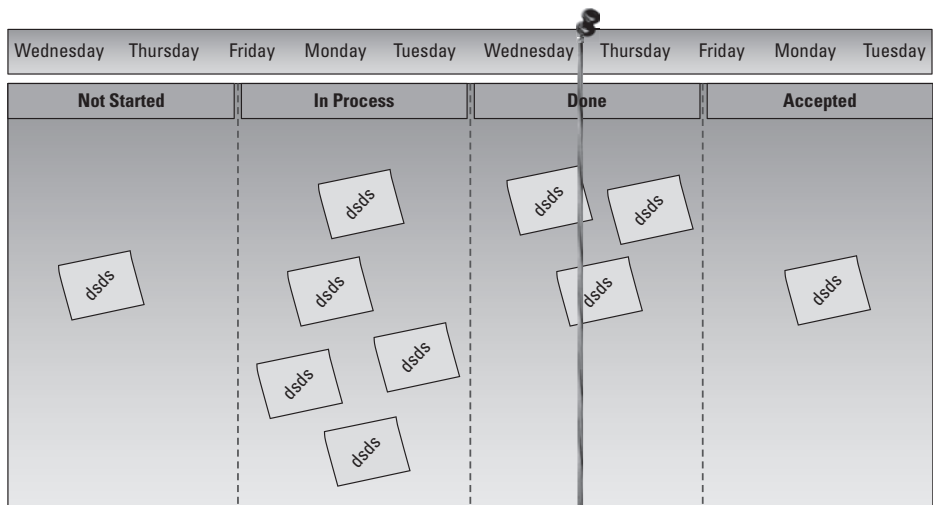 Wednesday Thursday Friday Monday Tuesday Wednesday Thursday Friday Monday Tuesday
Not Started In Process Done Accepted
dsds
dsds
dsds
dsds
dsds
dsds
dsds
dsds
dsds
dsds